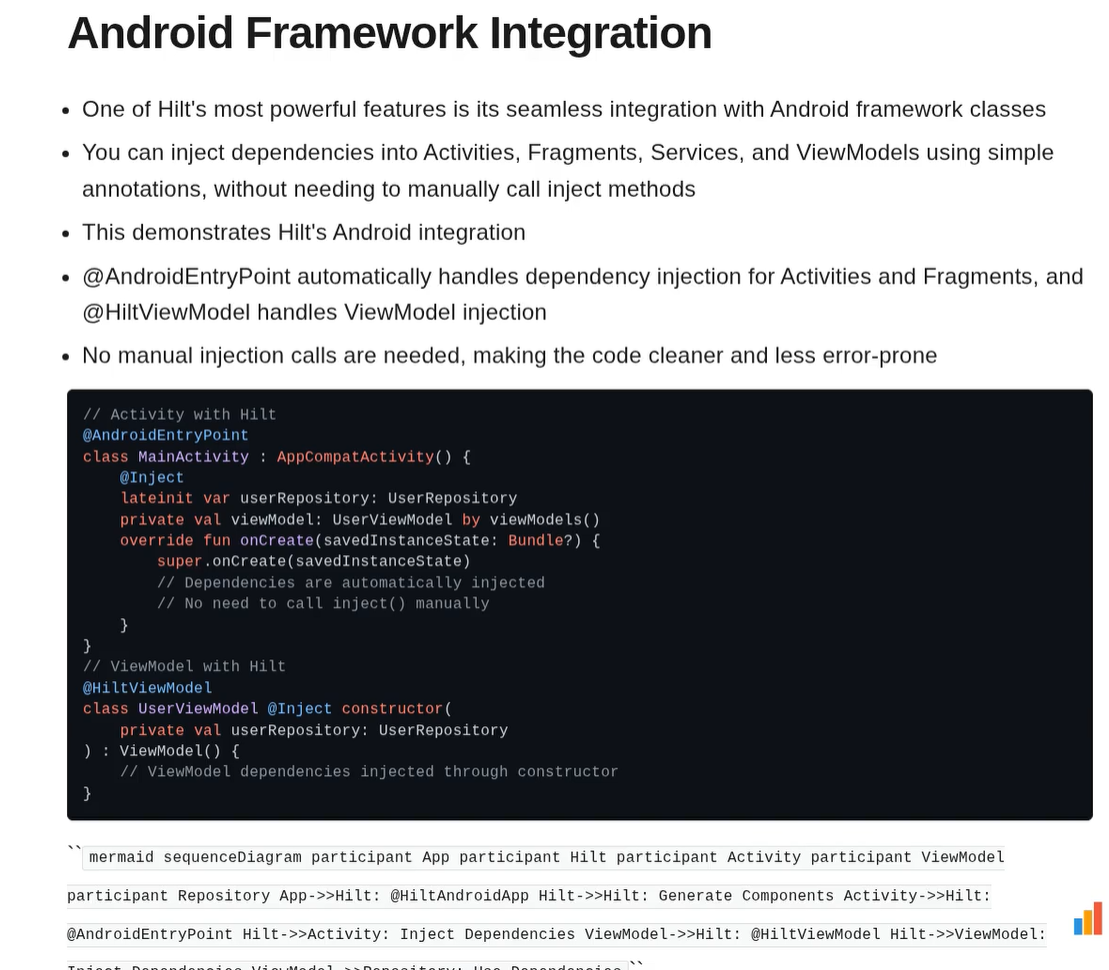 Android Framework Integration
• One of Hilt's most powerful features is its seamless integration with Android framework classes
• You can inject dependencies into Activities, Fragments, Services, and ViewModels using simple
annotations, without needing to manually call inject methods
• This demonstrates Hilt's Android integration
• @AndroidEntryPoint automatically handles dependency injection for Activities and Fragments, and
@HiltViewModel handles ViewModel injection
• No manual injection calls are needed, making the code cleaner and less error-prone
// Activity with Hilt
@AndroidEntryPoint
class MainActivity : AppCompatActivity() {
    @Inject
    lateinit var userRepository: UserRepository
    private val viewModel: UserViewModel by viewModels()
    override fun onCreate(savedInstanceState: Bundle?) {
        super.onCreate(savedInstanceState)
        // Dependencies are automatically injected
        // No need to call inject() manually
    }
}
// ViewModel with Hilt
@HiltViewModel
class UserViewModel @Inject constructor(
    private val userRepository: UserRepository
) : ViewModel() {
    // ViewModel dependencies injected through constructor
}
`` mermaid sequenceDiagram participant App participant Hilt participant Activity participant ViewModel
participant Repository App->>Hilt: @HiltAndroidApp Hilt->>Hilt: Generate Components Activity->>Hilt:
@AndroidEntryPoint Hilt->>Activity: Inject Dependencies ViewModel->>Hilt: @HiltViewModel Hilt->>ViewModel:
Inject Dependencies ViewModel->>Repository: Use Dependencies ``